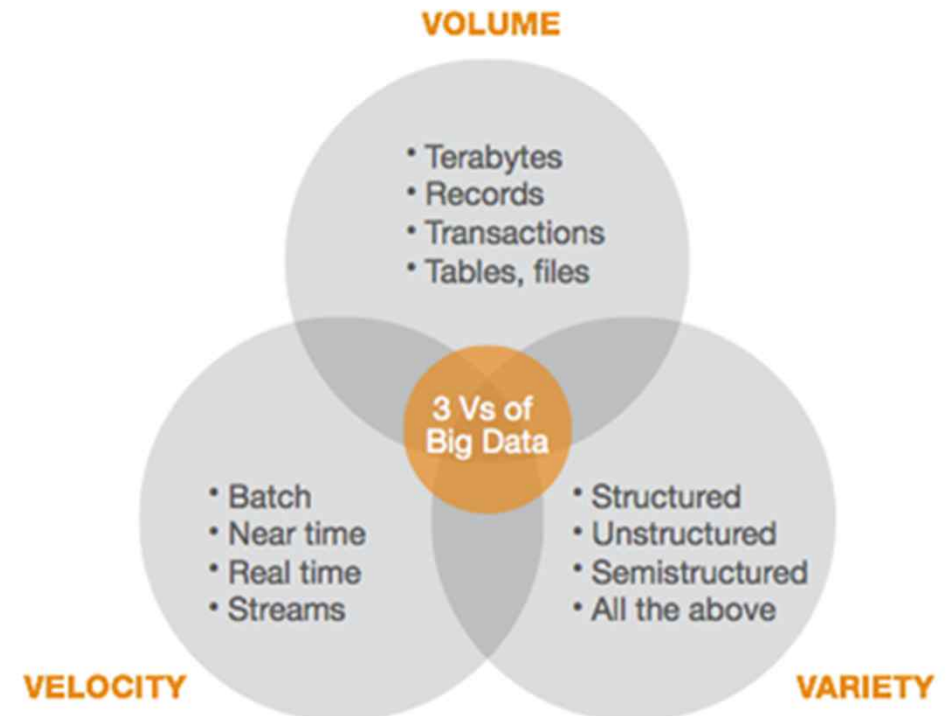 VOLUME
• Terabytes
• Records
• Transactions
• Tables, files
3 Vs of
Big Data
• Batch
• Near time
• Real time
• Streams
• Structured
• Unstructured
• Semistructured
• All the above
VELOCITY
VARIETY